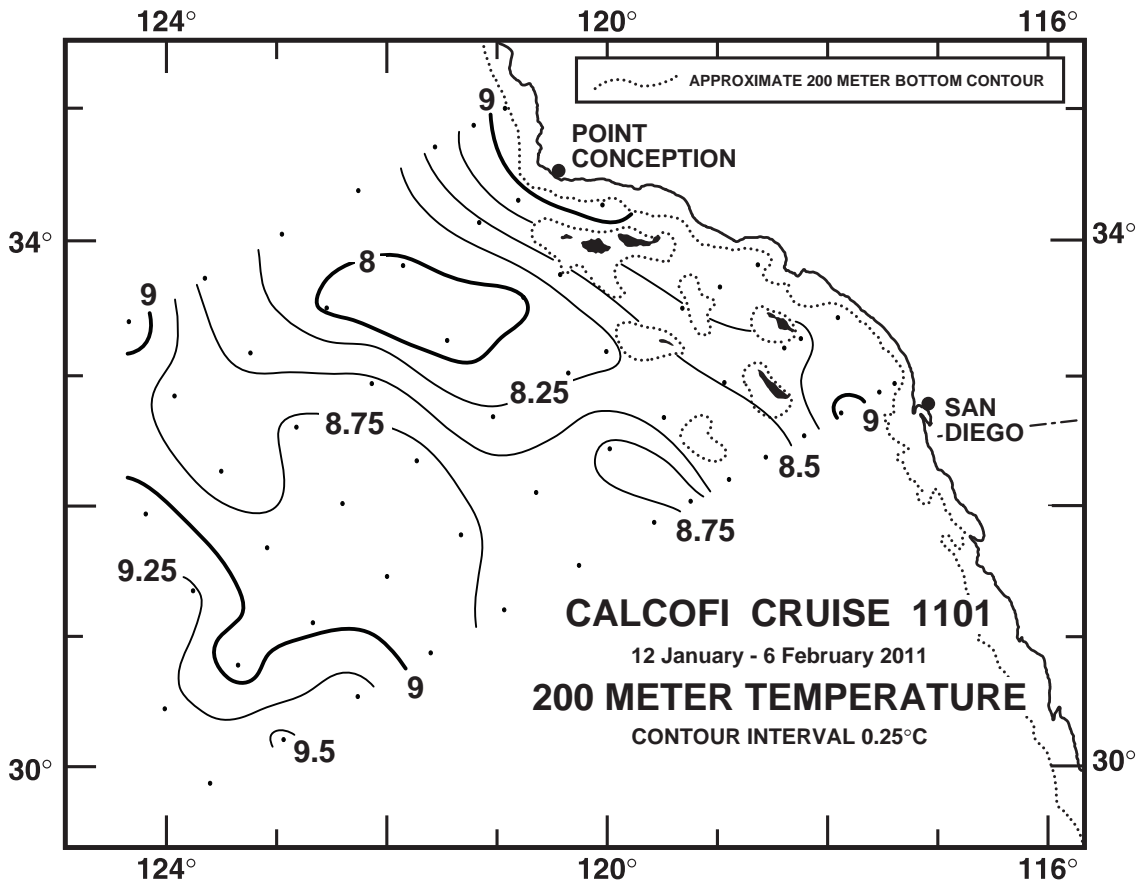 124° 120° 116°
APPROXIMATE 200 METER BOTTOM CONTOUR
9
POINT
CONCEPTION
34° 34°
8
9
8.25
8.75
9
SAN
DIEGO
8.5
8.75
9.25
CALCOFI CRUISE 1101
12 January - 6 February 2011
9
200 METER TEMPERATURE
CONTOUR INTERVAL 0.25°C
9.5
30° 30°
124° 120° 116°